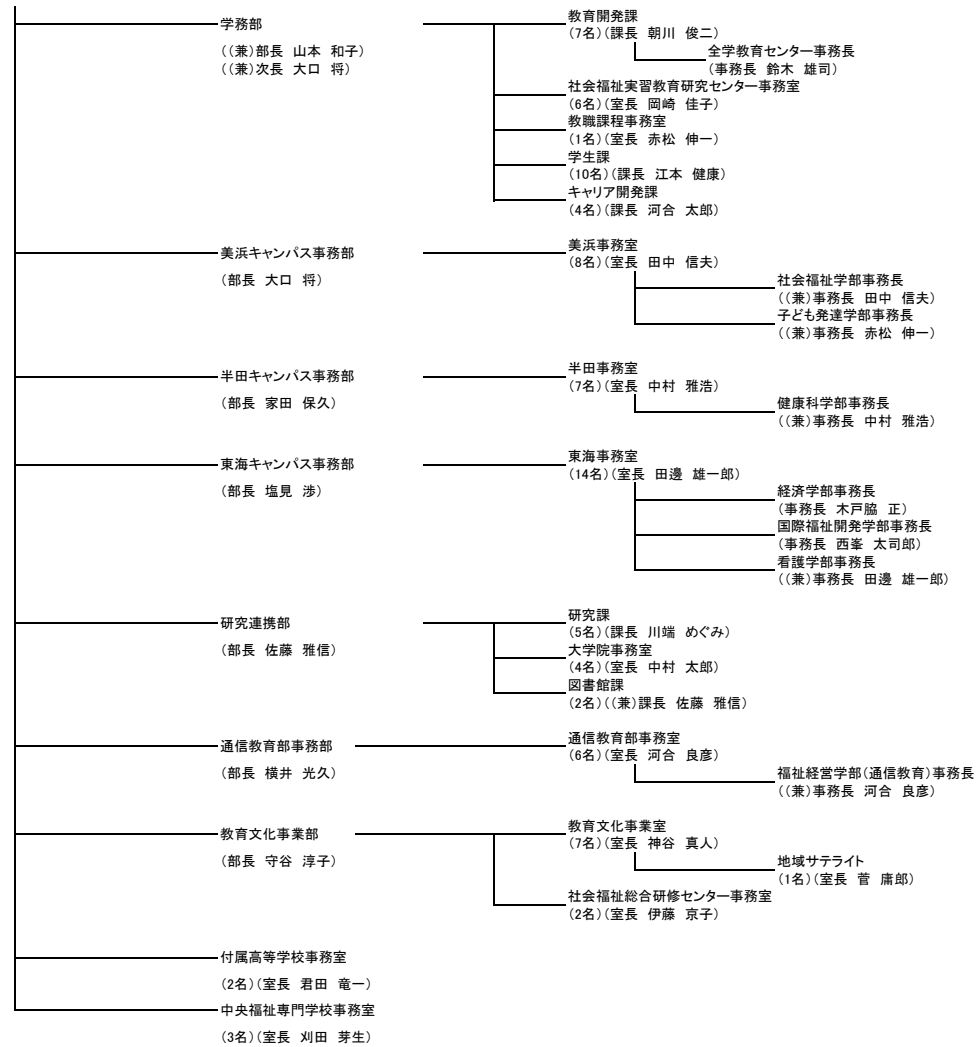 学務部
((兼)部長 山本 和子)
((兼)次長 大口 将)
教育開発課
(7名)(課長 朝川 俊二)
全学教育センター事務長
(事務長 鈴木 雄司)
社会福祉実習教育研究センター事務室
(6名)(室長 岡崎 佳子)
教職課程事務室
(1名)(室長 赤松 伸一)
学生課
(10名)(課長 江本 健康)
キャリア開発課
(4名)(課長 河合 太郎)
美浜キャンパス事務部
(部長 大口 将)
美浜事務室
(8名)(室長 田中 信夫)
社会福祉学部事務長
((兼)事務長 田中 信夫)
子ども発達学部事務長
((兼)事務長 赤松 伸一)
半田キャンパス事務部
(部長 家田 保久)
半田事務室
(7名)(室長 中村 雅浩)
健康科学部事務長
((兼)事務長 中村 雅浩)
東海キャンパス事務部
(部長 塩見 渉)
東海事務室
(14名)(室長 田邊 雄一郎)
経済学部事務長
(事務長 木戸脇 正)
国際福祉開発学部事務長
(事務長 西峯 太司郎)
看護学部事務長
((兼)事務長 田邊 雄一郎)
研究連携部
(部長 佐藤 雅信)
研究課
(5名)(課長 川端 めぐみ)
大学院事務室
(4名)(室長 中村 太郎)
図書館課
(2名)((兼)課長 佐藤 雅信)
通信教育部事務部
(部長 横井 光久)
通信教育部事務室
(6名)(室長 河合 良彦)
福祉経営学部(通信教育)事務長
((兼)事務長 河合 良彦)
教育文化事業部
(部長 守谷 淳子)
教育文化事業室
(7名)(室長 神谷 真人)
地域サテライト
(1名)(室長 菅 庸郎)
社会福祉総合研修センター事務室
(2名)(室長 伊藤 京子)
付属高等学校事務室
(2名)(室長 君田 竜一)
中央福祉専門学校事務室
(3名)(室長 刈田 芽生)